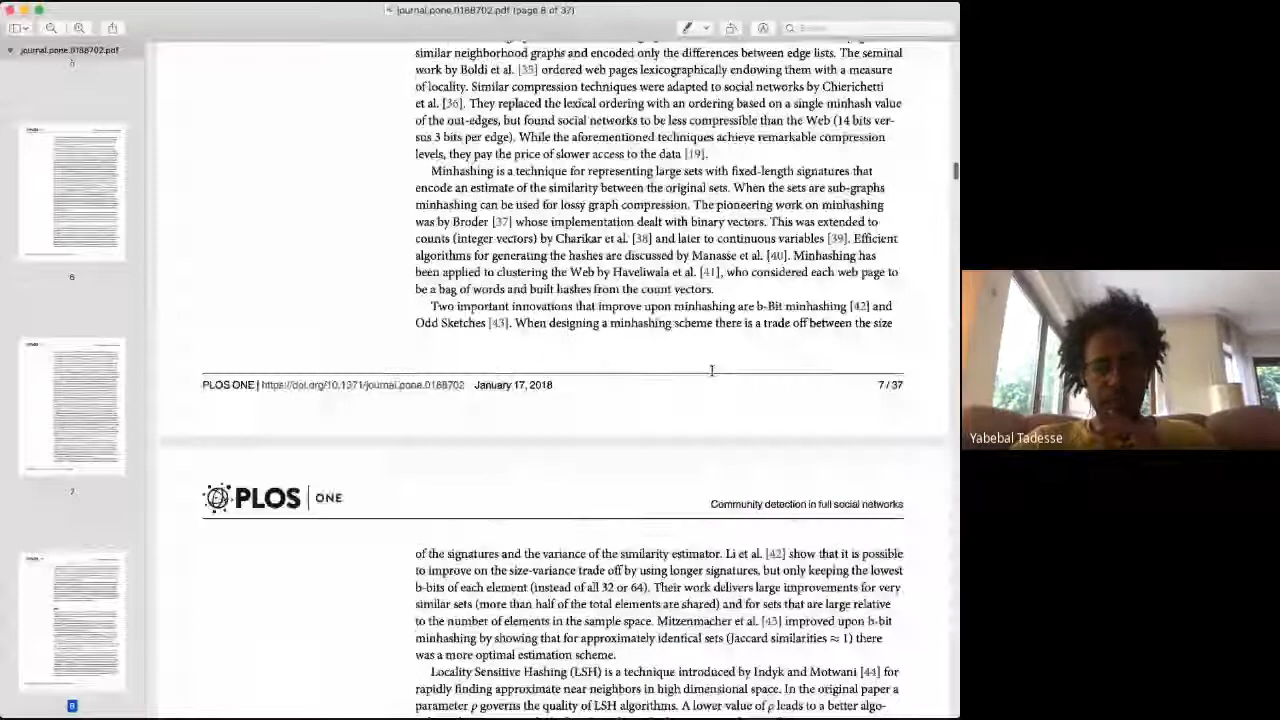 journal.pone.0188702.pdf (page 8 of 37)
Search
journal.pone.0188702.pdf
6
7
8
similar neighborhood graphs and encoded only the differences between edge lists. The seminal
work by Boldi et al. [35] ordered web pages lexicographically endowing them with a measure
of locality. Similar compression techniques were adapted to social networks by Chierichetti
et al. [36]. They replaced the lexical ordering with an ordering based on a single minhash value
of the out-edges, but found social networks to be less compressible than the Web (14 bits ver-
sus 3 bits per edge). While the aforementioned techniques achieve remarkable compression
levels, they pay the price of slower access to the data [19].
Minhashing is a technique for representing large sets with fixed-length signatures that
encode an estimate of the similarity between the original sets. When the sets are sub-graphs
minhashing can be used for lossy graph compression. The pioneering work on minhashing
was by Broder [37] whose implementation dealt with binary vectors. This was extended to
counts (integer vectors) by Charikar et al. [38] and later to continuous variables [39]. Efficient
algorithms for generating the hashes are discussed by Manasse et al. [40]. Minhashing has
been applied to clustering the Web by Haveliwala et al. [41], who considered each web page to
be a bag of words and built hashes from the count vectors.
Two important innovations that improve upon minhashing are b-Bit minhashing [42] and
Odd Sketches [43]. When designing a minhashing scheme there is a trade off between the size
PLOS ONE | https://doi.org/10.1371/journal.pone.0188702 January 17, 2018 7 / 37
PLOS ONE
Community detection in full social networks
of the signatures and the variance of the similarity estimator. Li et al. [42] show that it is possible
to improve on the size-variance trade off by using longer signatures, but only keeping the lowest
b-bits of each element (instead of all 32 or 64). Their work delivers large improvements for very
similar sets (more than half of the total elements are shared) and for sets that are large relative
to the number of elements in the sample space. Mitzenmacher et al. [43] improved upon b-bit
minhashing by showing that for approximately identical sets (Jaccard similarities ≈ 1) there
was a more optimal estimation scheme.
Locality Sensitive Hashing (LSH) is a technique introduced by Indyk and Motwani [44] for
rapidly finding approximate near neighbors in high dimensional space. In the original paper a
parameter ρ governs the quality of LSH algorithms. A lower value of ρ leads to a better algo-
Yabebal Tadesse